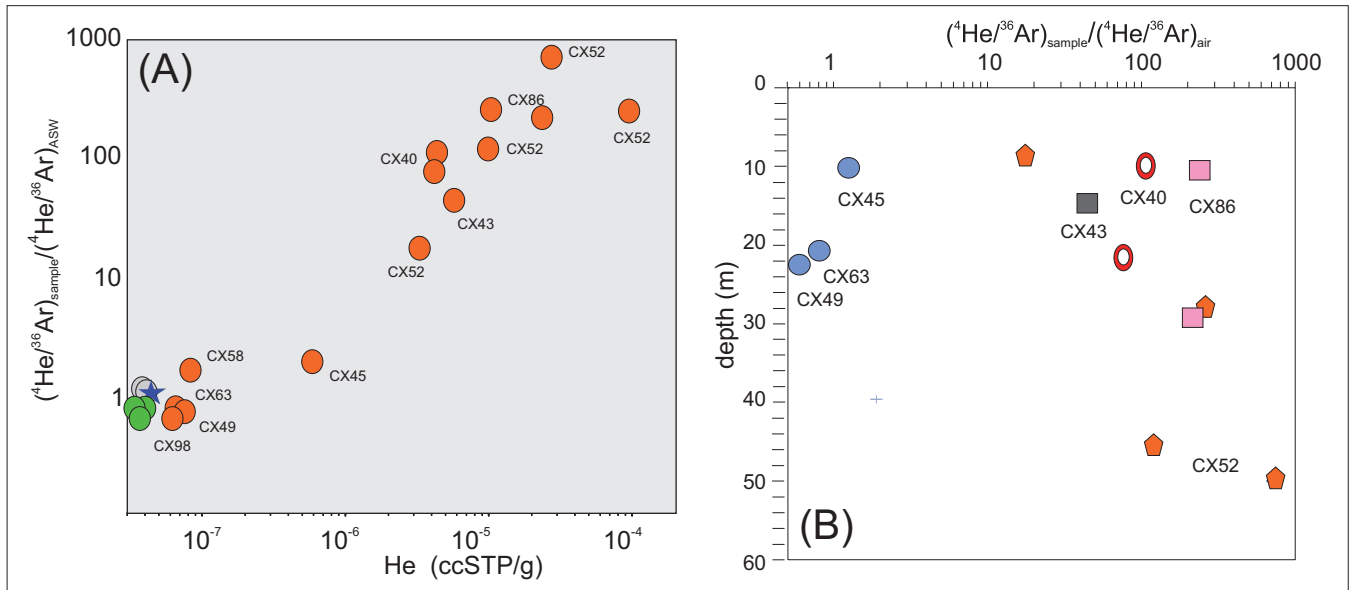 (A)
1000
100
10
1
(⁴He/³⁶Ar)sample/(⁴He/³⁶Ar)ASW
CX52
CX86
CX52
CX52
CX40
CX43
CX52
CX58
CX45
CX63
CX49
CX98
10⁻⁷ 10⁻⁶ 10⁻⁵ 10⁻⁴
He (ccSTP/g)
(⁴He/³⁶Ar)sample/(⁴He/³⁶Ar)air
1 10 100 1000
0
10
20
30
40
50
60
depth (m)
CX45
CX40
CX86
CX43
CX63
CX49
CX52
(B)